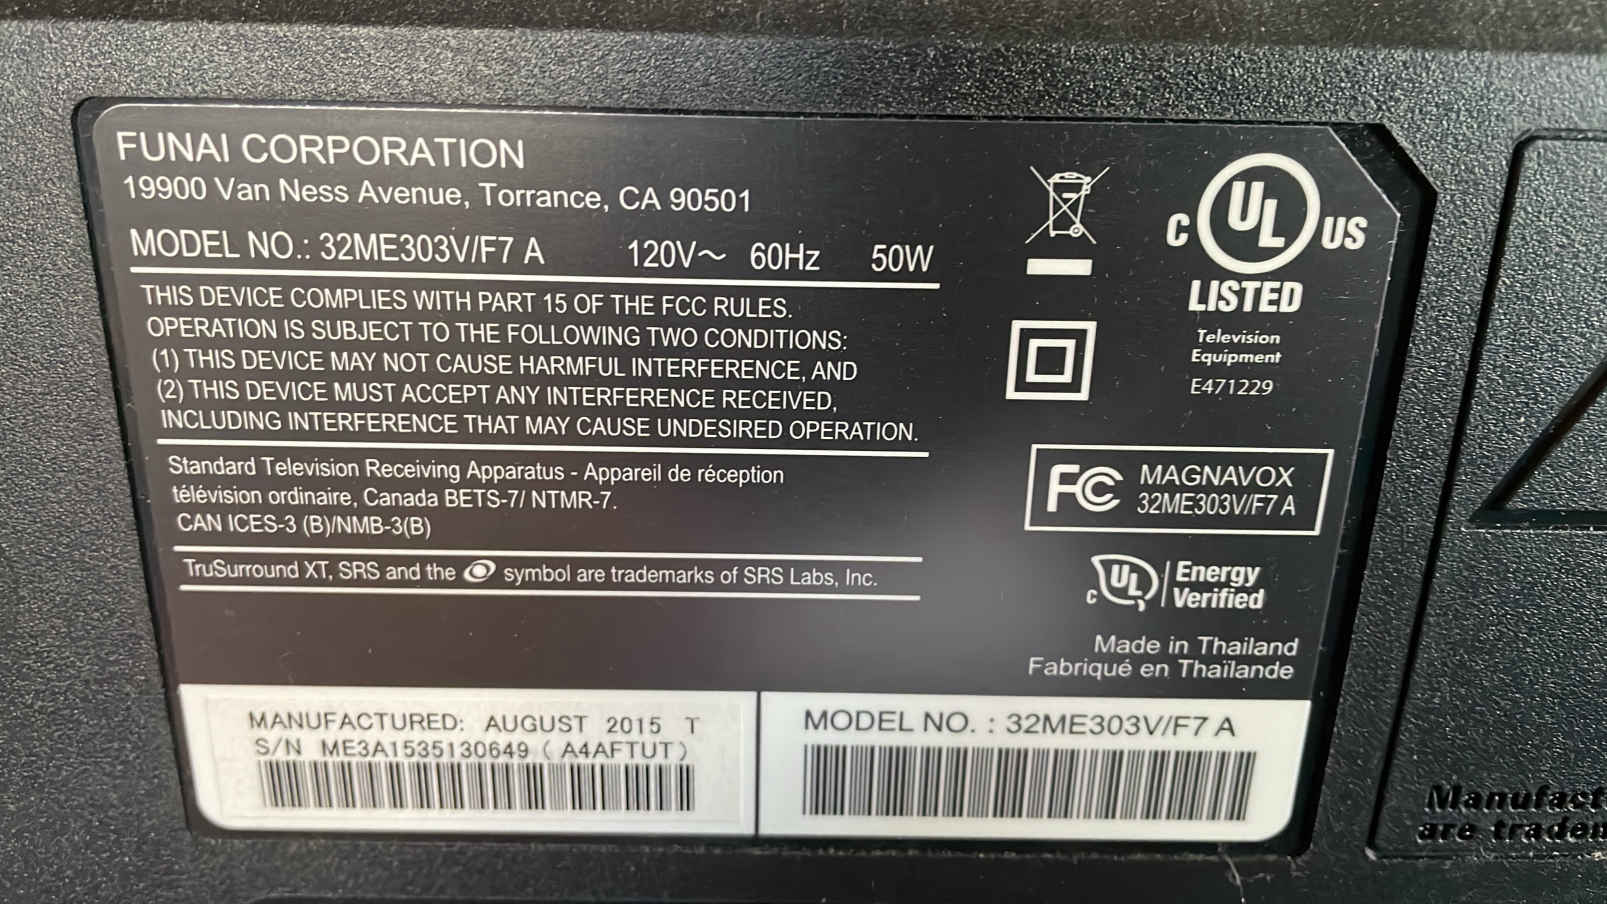 FUNAI CORPORATION
19900 Van Ness Avenue, Torrance, CA 90501
MODEL NO.: 32ME303V/F7 A 120V～ 60Hz 50W
THIS DEVICE COMPLIES WITH PART 15 OF THE FCC RULES.
OPERATION IS SUBJECT TO THE FOLLOWING TWO CONDITIONS:
(1) THIS DEVICE MAY NOT CAUSE HARMFUL INTERFERENCE, AND
(2) THIS DEVICE MUST ACCEPT ANY INTERFERENCE RECEIVED,
INCLUDING INTERFERENCE THAT MAY CAUSE UNDESIRED OPERATION.
Standard Television Receiving Apparatus - Appareil de réception
télévision ordinaire, Canada BETS-7/ NTMR-7.
CAN ICES-3 (B)/NMB-3(B)
TruSurround XT, SRS and the symbol are trademarks of SRS Labs, Inc.
C UL US
LISTED
Television
Equipment
E471229
FC MAGNAVOX
32ME303V/F7 A
C UL Energy
Verified
Made in Thailand
Fabriqué en Thaïlande
MANUFACTURED: AUGUST 2015 T
S/N ME3A1535130649 ( A4AFTUT )
MODEL NO. : 32ME303V/F7 A
are